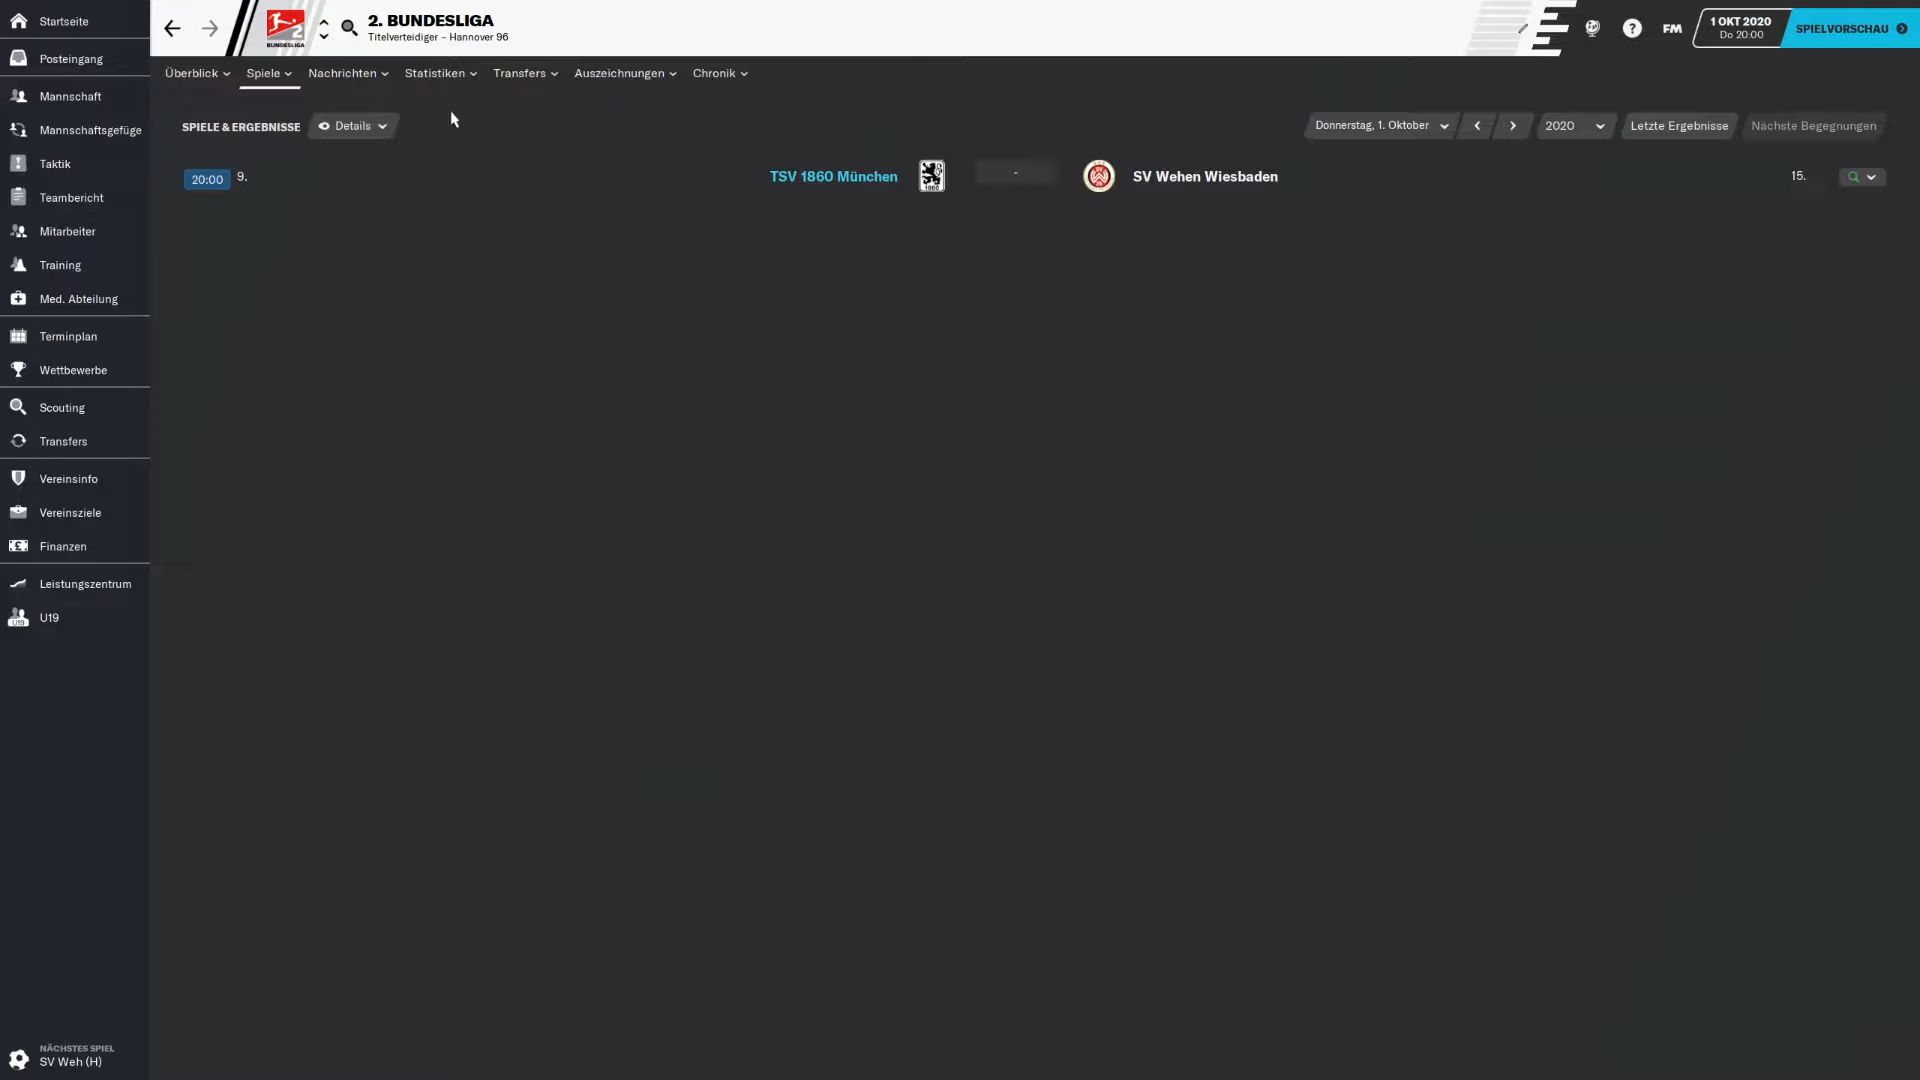 Startseite
Posteingang
Mannschaft
Mannschaftsgefüge
Taktik
Teambericht
Mitarbeiter
Training
Med. Abteilung
Terminplan
Wettbewerbe
Scouting
Transfers
Vereinsinfo
Vereinsziele
Finanzen
Leistungszentrum
U19
U19
NÄCHSTES SPIEL
SV Weh (H)
BUNDESLIGA
2. BUNDESLIGA
Titelverteidiger – Hannover 96
?
FM
1 OKT 2020
Do 20:00
SPIELVORSCHAU
Überblick Spiele Nachrichten Statistiken Transfers Auszeichnungen Chronik
SPIELE & ERGEBNISSE Details
Donnerstag, 1. Oktober 2020 Letzte Ergebnisse Nächste Begegnungen
20:00 9. TSV 1860 München 1860 - SV Wehen Wiesbaden 15.